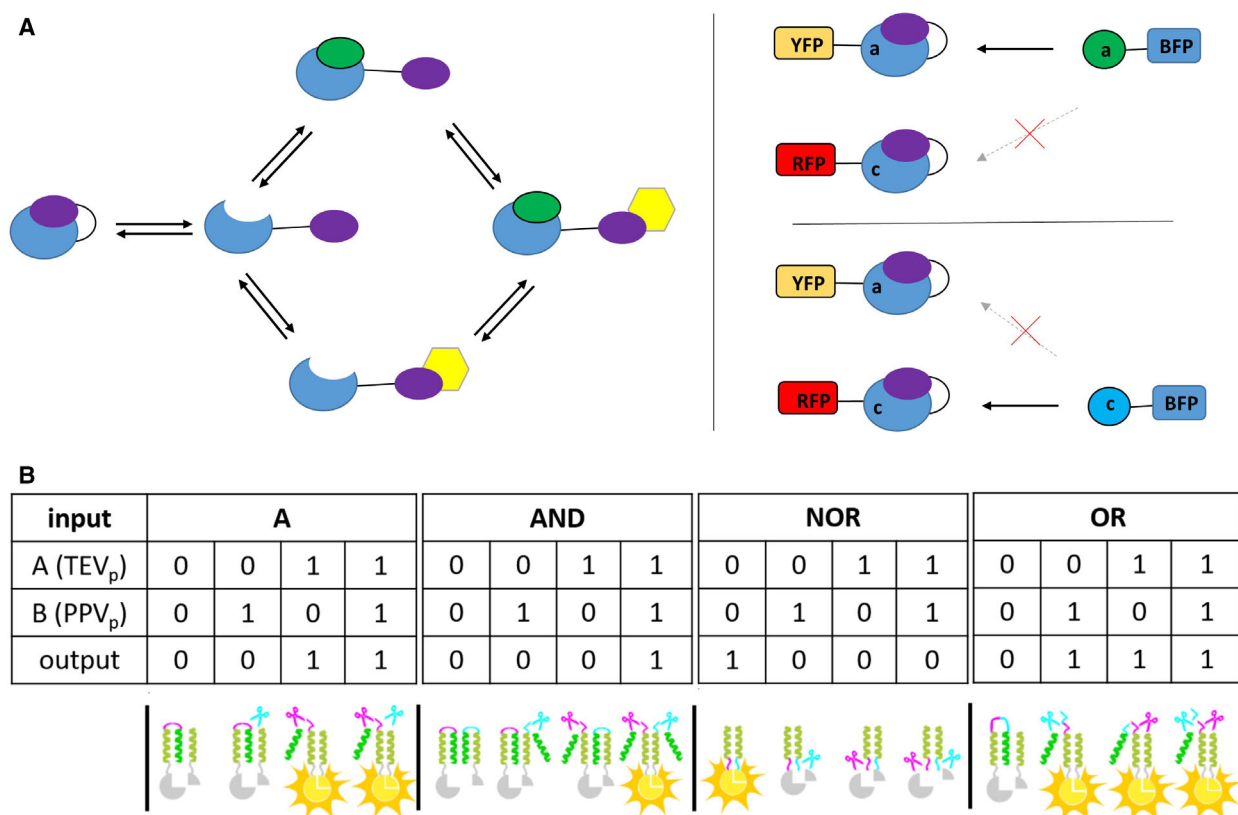 A
YFP a a BFP
RFP c
YFP a
RFP c c BFP
B
input A AND NOR OR
A (TEVp) 0 0 1 1 0 0 1 1 0 0 1 1 0 0 1 1
B (PPVp) 0 1 0 1 0 1 0 1 0 1 0 1 0 1 0 1
output 0 0 1 1 0 0 0 1 1 0 0 0 0 1 1 1